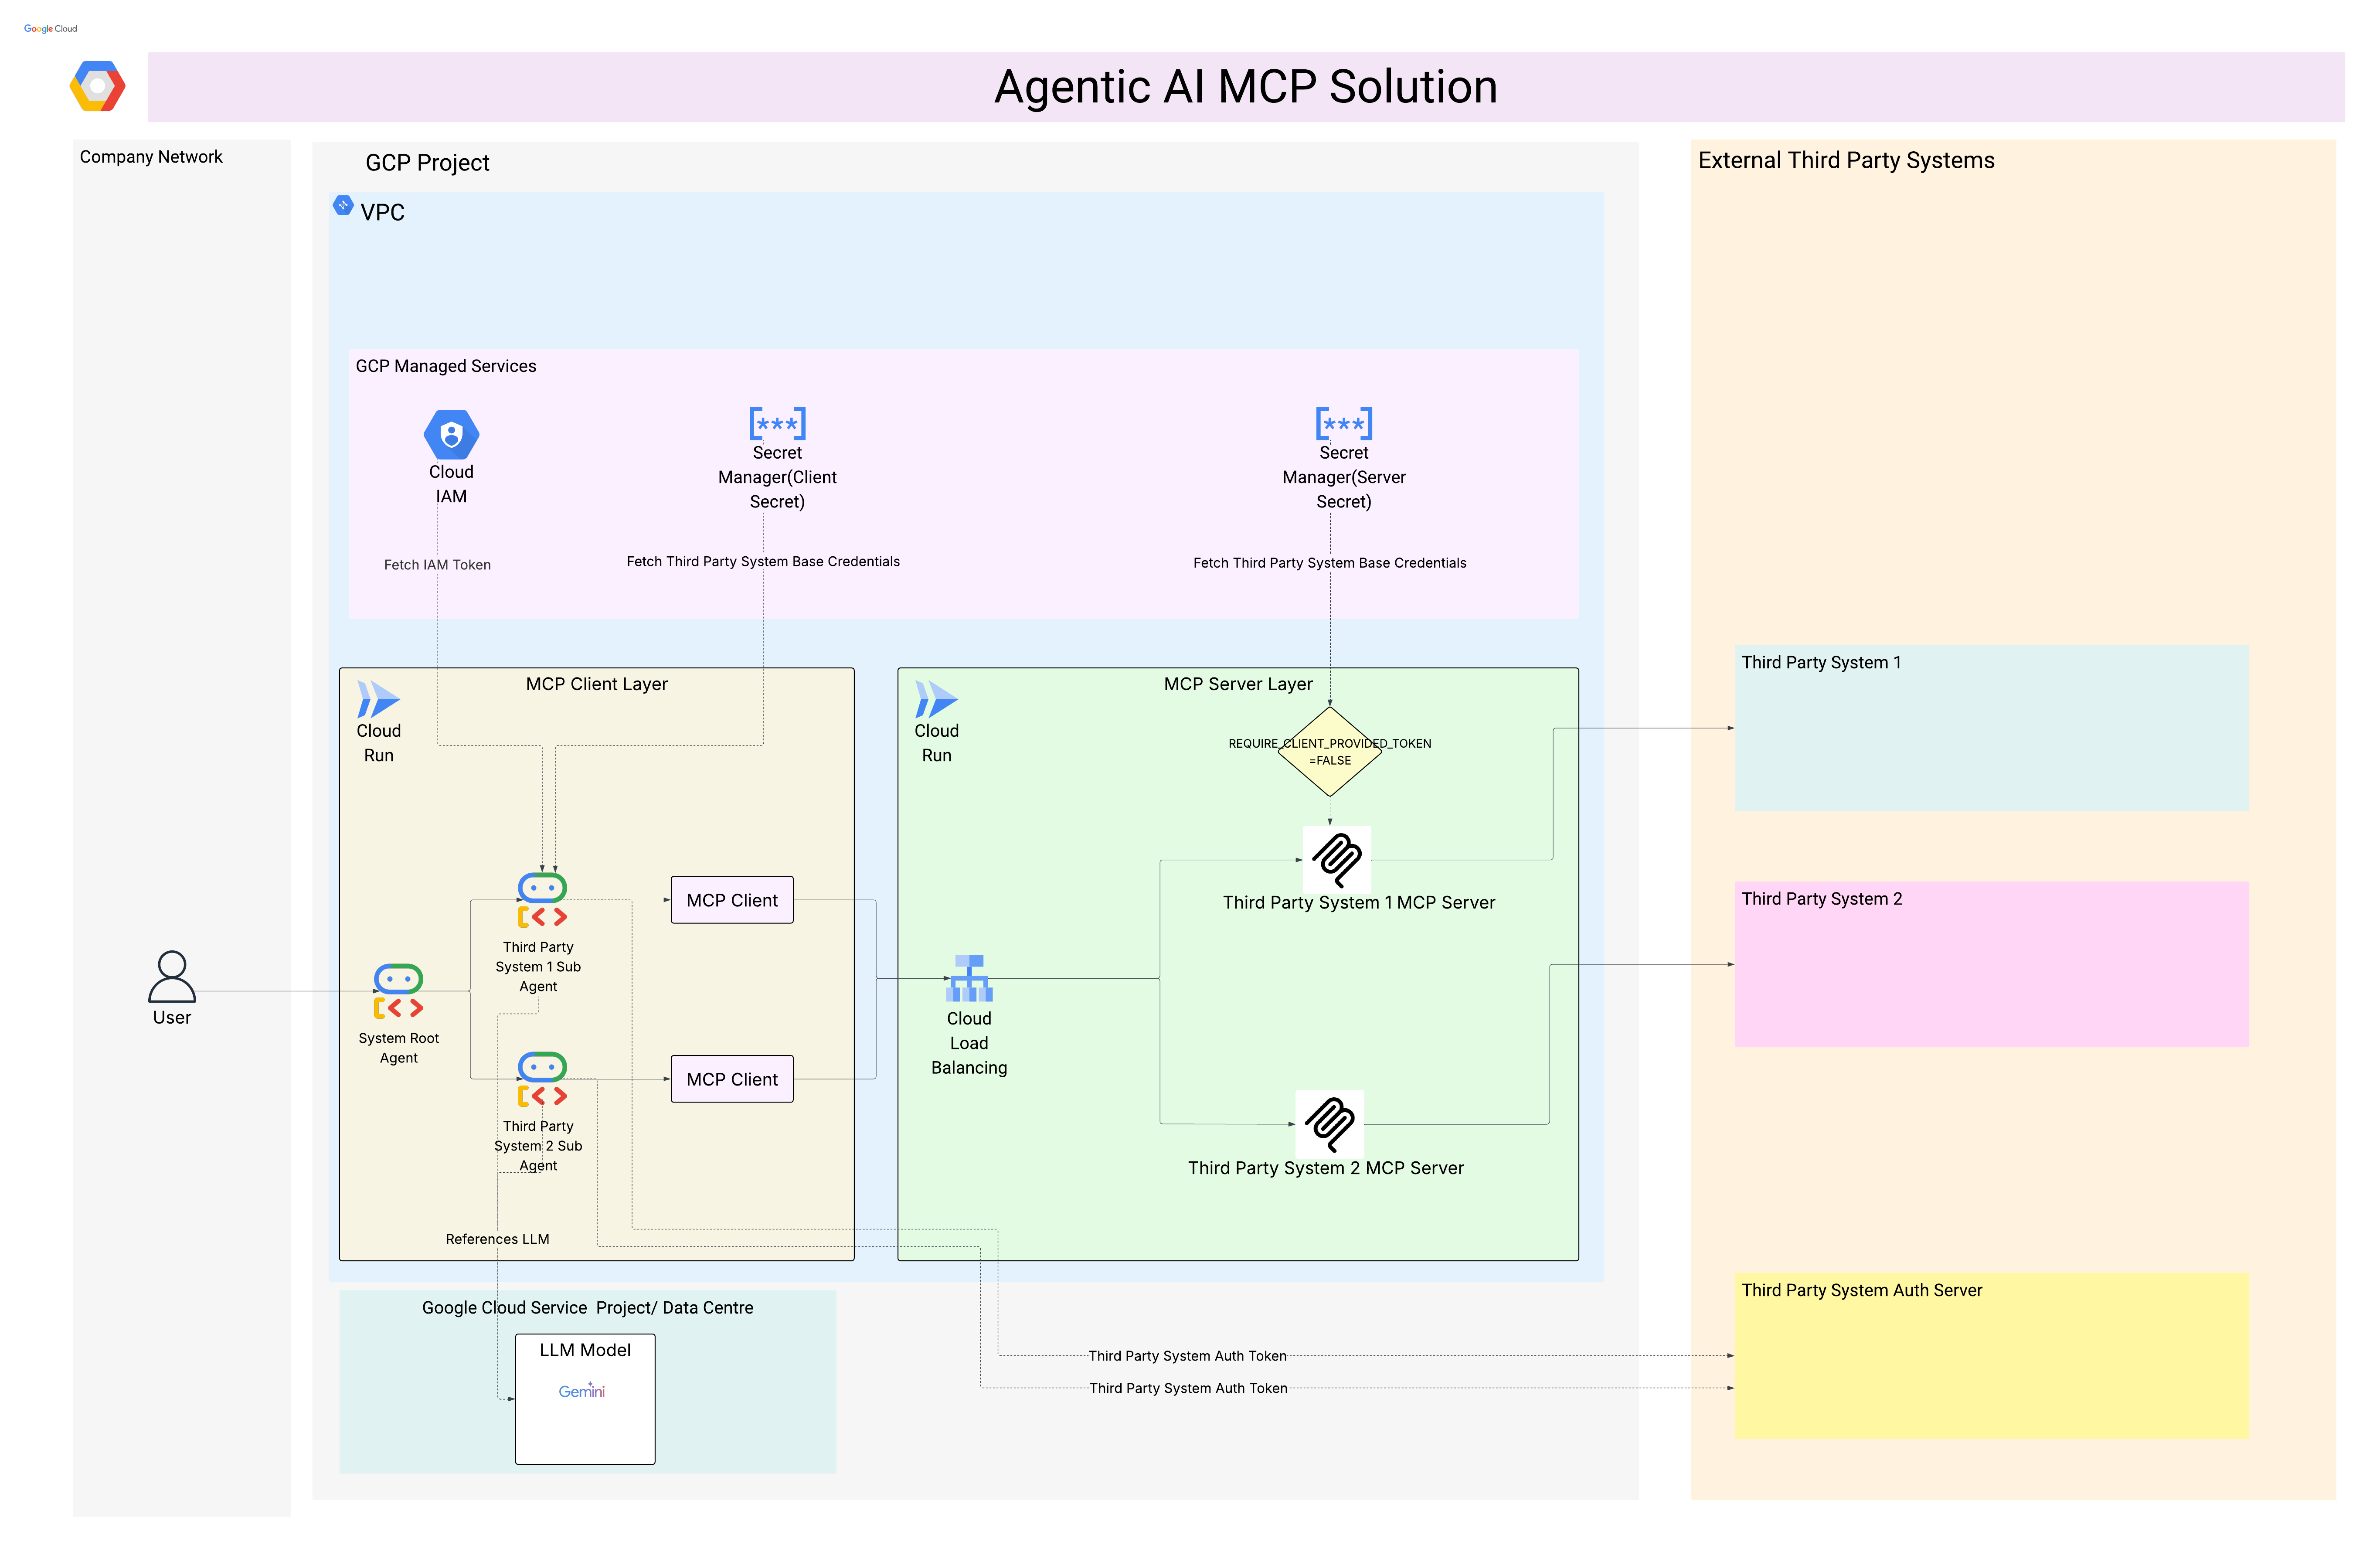 Google Cloud
Agentic AI MCP Solution
Company Network
GCP Project
External Third Party Systems
VPC
GCP Managed Services
Cloud
IAM
[***]
Secret
Manager(Client
Secret)
[***]
Secret
Manager(Server
Secret)
Fetch IAM Token
Fetch Third Party System Base Credentials
Fetch Third Party System Base Credentials
MCP Client Layer
Cloud
Run
MCP Server Layer
Cloud
Run
REQUIRE_CLIENT_PROVIDED_TOKEN
=FALSE
Third Party System 1
Third Party System 2
User
System Root
Agent
Third Party
System 1 Sub
Agent
MCP Client
Third Party
System 2 Sub
Agent
MCP Client
Cloud
Load
Balancing
Third Party System 1 MCP Server
Third Party System 2 MCP Server
References LLM
Google Cloud Service  Project/ Data Centre
LLM Model
Gemini
Third Party System Auth Token
Third Party System Auth Token
Third Party System Auth Server